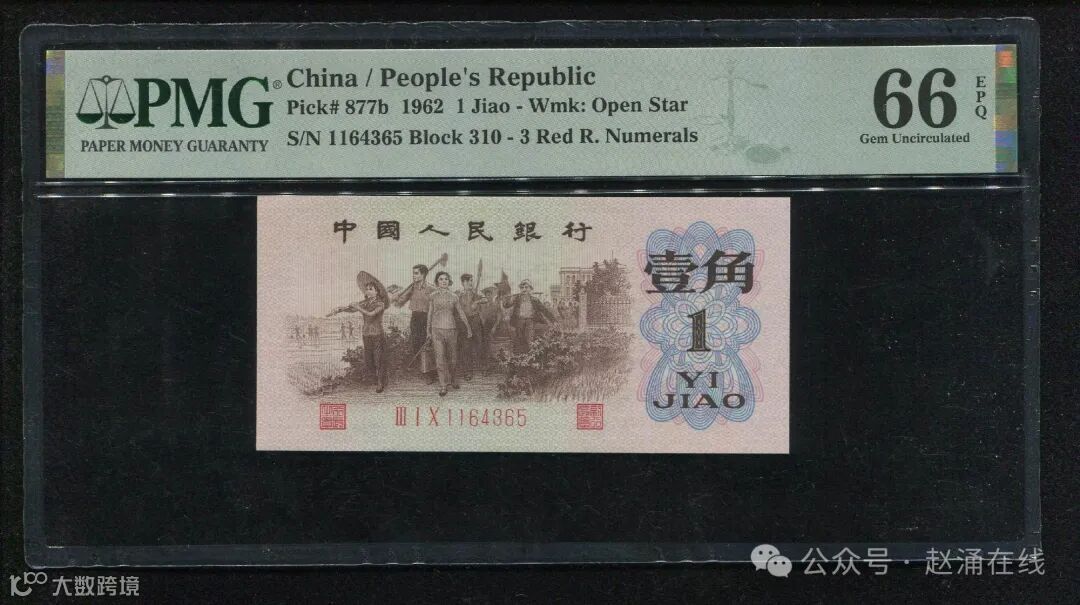 PMG
PAPER MONEY GUARANTY
China / People's Republic
Pick# 877b 1962 1 Jiao - Wmk: Open Star
S/N 1164365 Block 310 - 3 Red R. Numerals
66
EPQ
Gem Uncirculated
中國人民銀行
壹角
1
YI
JIAO
III I X 1164365
公众号 · 赵涌在线
大数跨境